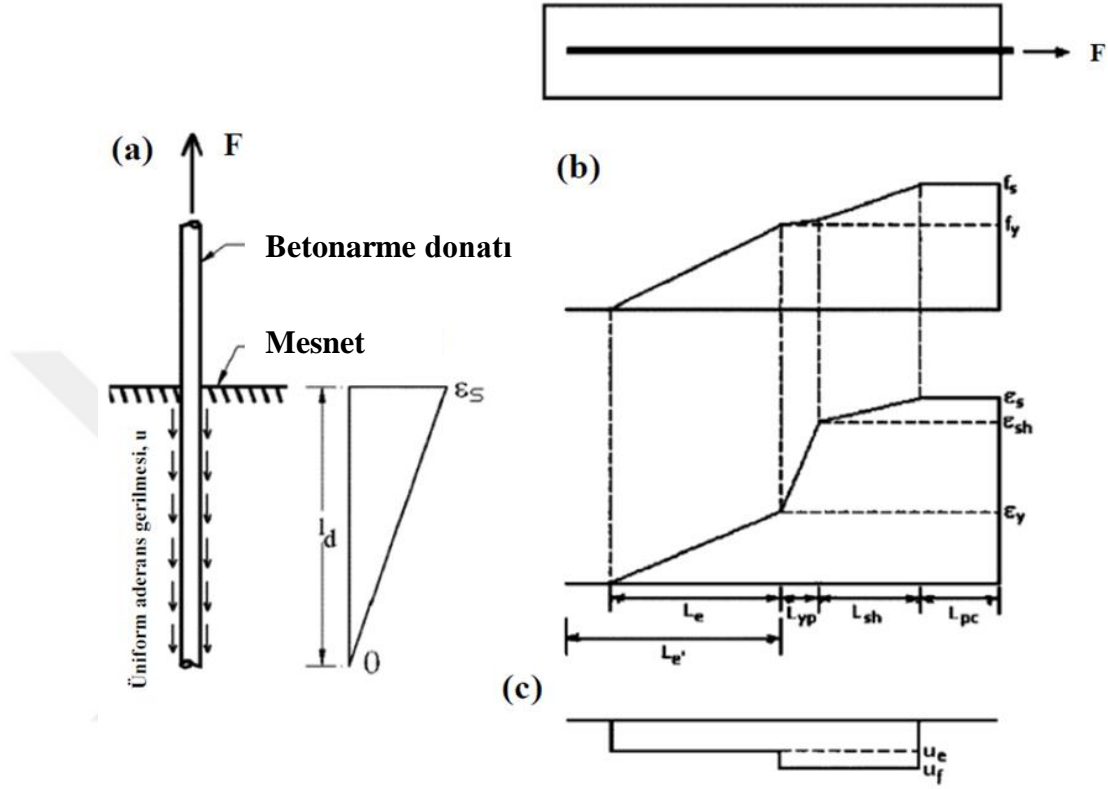 F
(a)
F
Betonarme donatı
Mesnet
Üniform aderans gerilmesi, u
l_d
ε_S
0
(b)
f_s
f_y
ε_s
ε_sh
ε_y
L_e
L_yp
L_sh
L_pc
L_e'
(c)
u_e
u_f